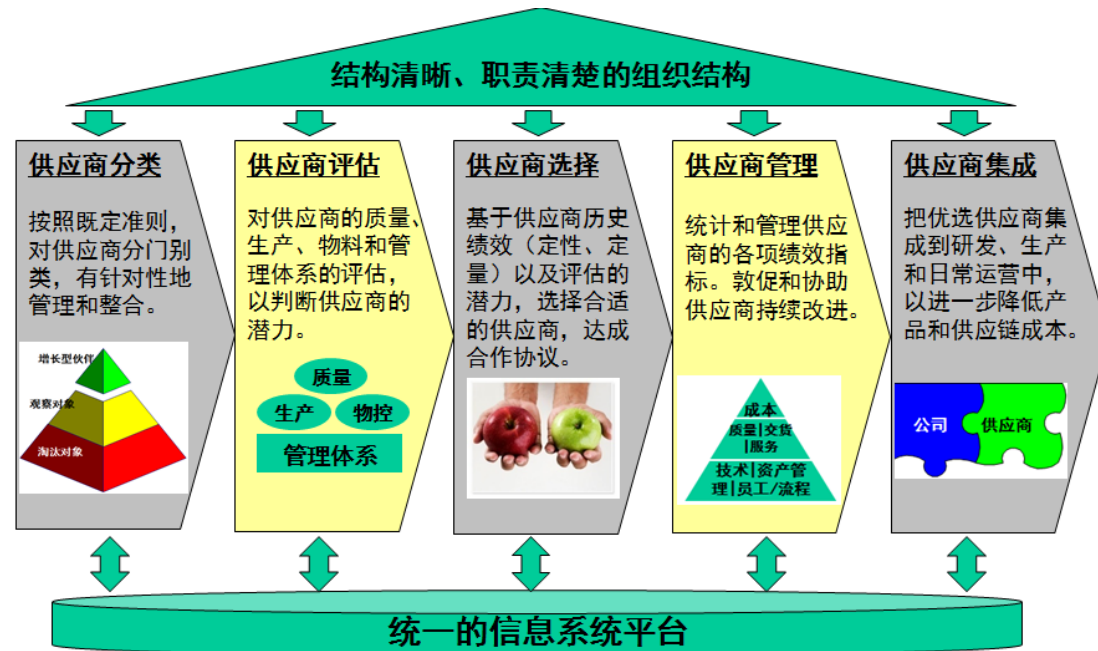 结构清晰、职责清楚的组织结构
供应商分类
按照既定准则，
对供应商分门别
类，有针对性地
管理和整合。
增长型伙伴
观察对象
淘汰对象
供应商评估
对供应商的质量、
生产、物料和管
理体系的评估，
以判断供应商的
潜力。
质量
生产
物控
管理体系
供应商选择
基于供应商历史
绩效（定性、定
量）以及评估的
潜力，选择合适
的供应商，达成
合作协议。
供应商管理
统计和管理供应
商的各项绩效指
标。敦促和协助
供应商持续改进。
成本
质量|交货
|服务
技术|资产管
理|员工/流程
供应商集成
把优选供应商集
成到研发、生产
和日常运营中，
以进一步降低产
品和供应链成本。
公司
供应商
统一的信息系统平台